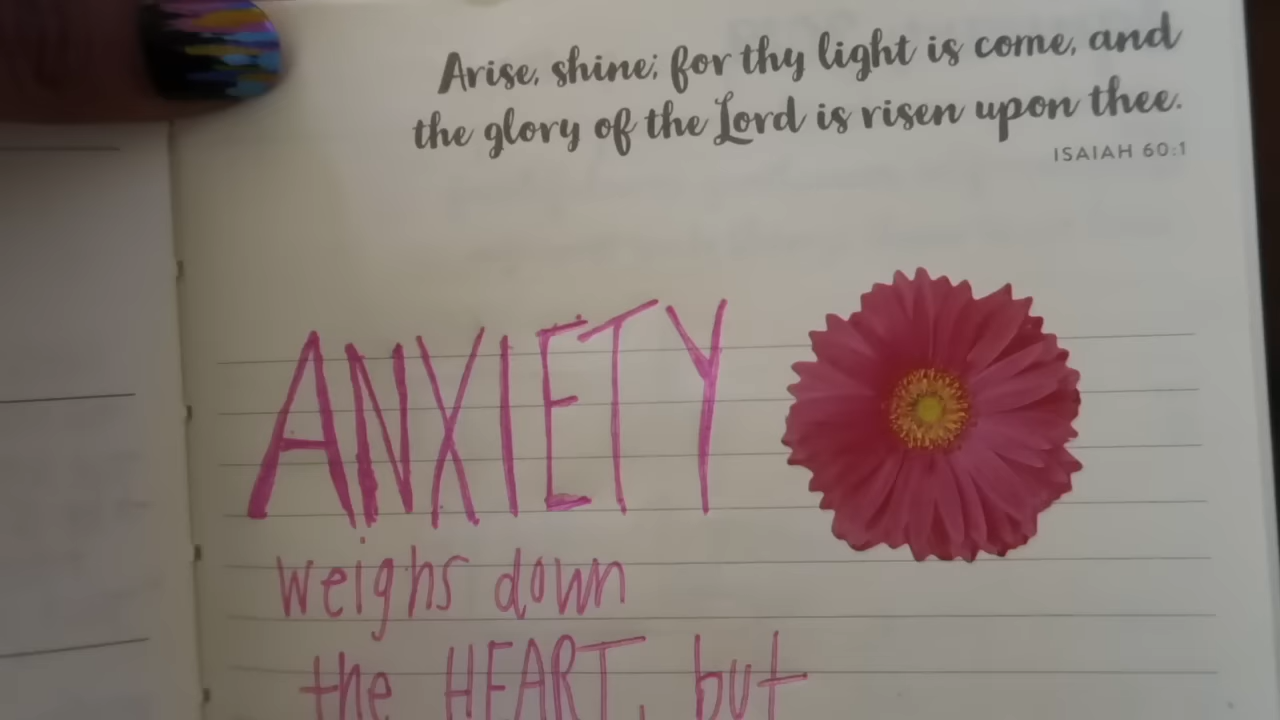 Arise, shine; for thy light is come, and
the glory of the Lord is risen upon thee.
ISAIAH 60:1
ANXIETY
weighs down
the HEART, but